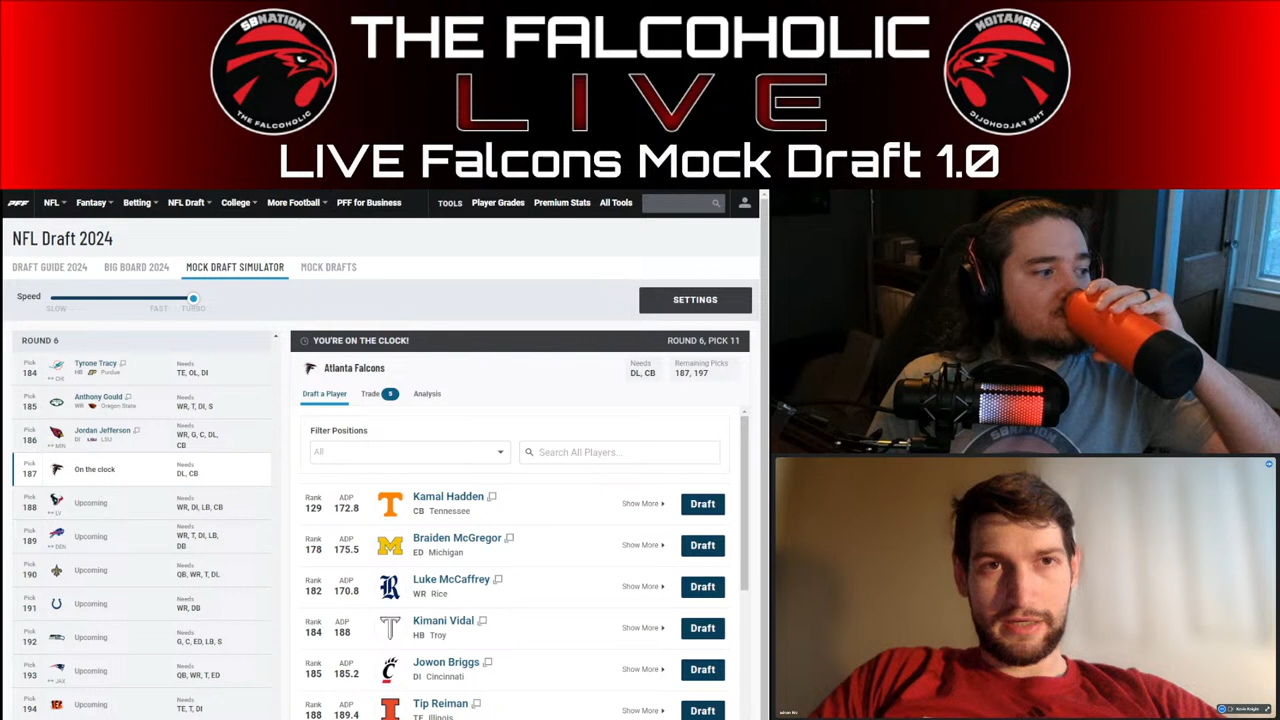 SBNATION
THE FALCOHOLIC
THE FALCOHOLIC
LIVE
LIVE Falcons Mock Draft 1.0
SBNATION
THE FALCOHOLIC
PFF NFL Fantasy Betting NFL Draft College More Football PFF for Business TOOLS Player Grades Premium Stats All Tools
NFL Draft 2024
DRAFT GUIDE 2024 BIG BOARD 2024 MOCK DRAFT SIMULATOR MOCK DRAFTS
Speed
SLOW FAST TURBO
SETTINGS
ROUND 6
Pick 184 Tyrone Tracy HB Purdue Needs TE, OL, DI
CHI
Pick 185 Anthony Gould WR Oregon State Needs WR, T, DI, S
Pick 186 Jordan Jefferson DI LSU Needs WR, G, C, DL, CB
MIN
Pick 187 On the clock Needs DL, CB
Pick 188 Upcoming Needs WR, DI, LB, CB
LV
Pick 189 Upcoming Needs WR, DI, T, LB, DB
DEN
Pick 190 Upcoming Needs QB, WR, T, DL
Pick 191 Upcoming Needs WR, DB
Pick 192 Upcoming Needs G, C, ED, LB, S
Pick 193 Upcoming Needs QB, WR, T, ED
JAX
Pick 194 Upcoming Needs TE, T, DI
YOU'RE ON THE CLOCK! ROUND 6, PICK 11
Atlanta Falcons
Needs DL, CB
Remaining Picks 187, 197
Draft a Player Trade 5 Analysis
Filter Positions
All
Search All Players...
Rank 129 ADP 172.8 Kamal Hadden CB Tennessee Show More Draft
Rank 178 ADP 175.5 Braiden McGregor ED Michigan Show More Draft
Rank 182 ADP 170.8 Luke McCaffrey WR Rice Show More Draft
Rank 184 ADP 188 Kimani Vidal HB Troy Show More Draft
Rank 185 ADP 185.2 Jowon Briggs DI Cincinnati Show More Draft
Rank 188 ADP 189.4 Tip Reiman TE Illinois Show More Draft